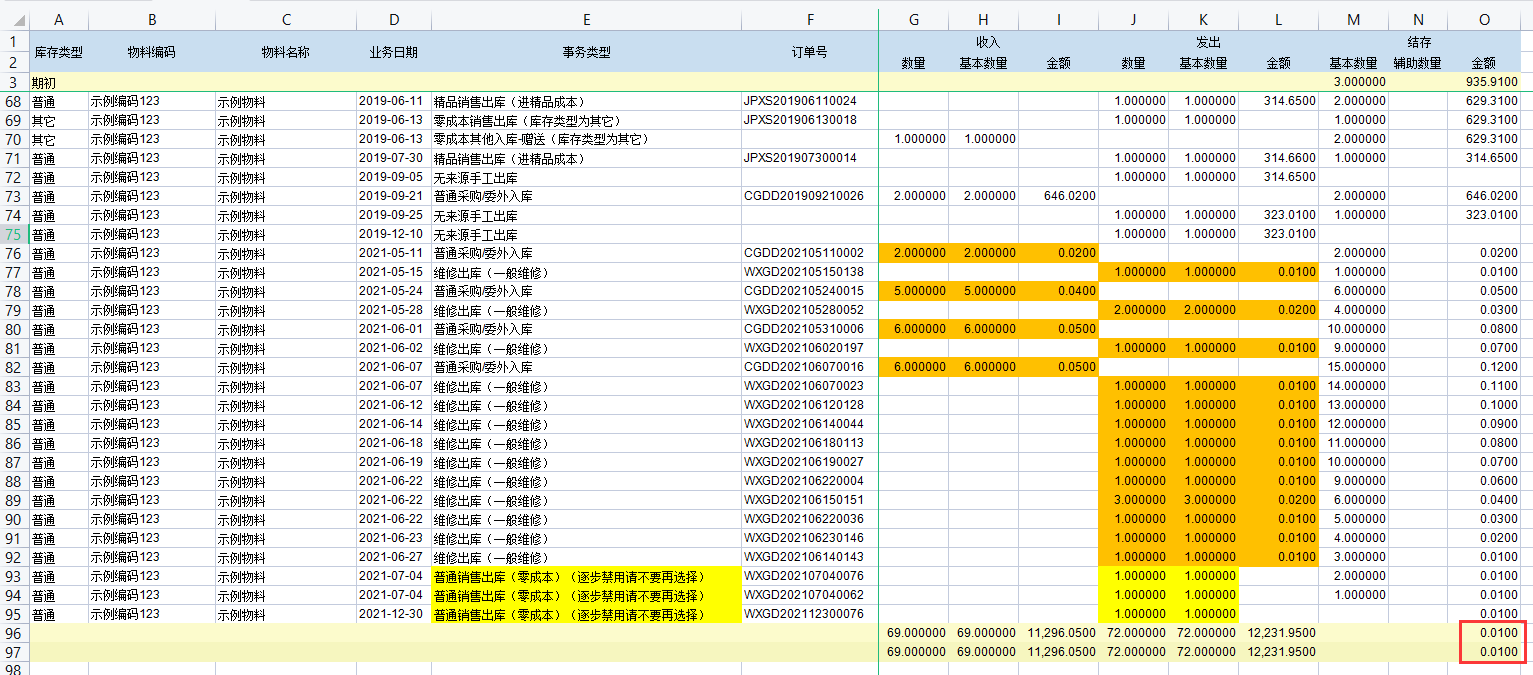 A B C D E F G H I J K L M N O
1 库存类型 物料编码 物料名称 业务日期 事务类型 订单号 收入 发出 结存
2 数量 基本数量 金额 数量 基本数量 金额 基本数量 辅助数量 金额
3 期初 3.000000 935.9100
68 普通 示例编码123 示例物料 2019-06-11 精品销售出库（进精品成本） JPXS201906110024 1.000000 1.000000 314.6500 2.000000 629.3100
69 其它 示例编码123 示例物料 2019-06-13 零成本销售出库（库存类型为其它） JPXS201906130018 1.000000 1.000000 1.000000 629.3100
70 其它 示例编码123 示例物料 2019-06-13 零成本其他入库-赠送（库存类型为其它） 1.000000 1.000000 2.000000 629.3100
71 普通 示例编码123 示例物料 2019-07-30 精品销售出库（进精品成本） JPXS201907300014 1.000000 1.000000 314.6600 1.000000 314.6500
72 普通 示例编码123 示例物料 2019-09-05 无来源手工出库 1.000000 1.000000 314.6500
73 普通 示例编码123 示例物料 2019-09-21 普通采购/委外入库 CGDD201909210026 2.000000 2.000000 646.0200 2.000000 646.0200
74 普通 示例编码123 示例物料 2019-09-25 无来源手工出库 1.000000 1.000000 323.0100 1.000000 323.0100
75 普通 示例编码123 示例物料 2019-12-10 无来源手工出库 1.000000 1.000000 323.0100
76 普通 示例编码123 示例物料 2021-05-11 普通采购/委外入库 CGDD202105110002 2.000000 2.000000 0.0200 2.000000 0.0200
77 普通 示例编码123 示例物料 2021-05-15 维修出库（一般维修） WXGD202105150138 1.000000 1.000000 0.0100 1.000000 0.0100
78 普通 示例编码123 示例物料 2021-05-24 普通采购/委外入库 CGDD202105240015 5.000000 5.000000 0.0400 6.000000 0.0500
79 普通 示例编码123 示例物料 2021-05-28 维修出库（一般维修） WXGD202105280052 2.000000 2.000000 0.0200 4.000000 0.0300
80 普通 示例编码123 示例物料 2021-06-01 普通采购/委外入库 CGDD202105310006 6.000000 6.000000 0.0500 10.000000 0.0800
81 普通 示例编码123 示例物料 2021-06-02 维修出库（一般维修） WXGD202106020197 1.000000 1.000000 0.0100 9.000000 0.0700
82 普通 示例编码123 示例物料 2021-06-07 普通采购/委外入库 CGDD202106070016 6.000000 6.000000 0.0500 15.000000 0.1200
83 普通 示例编码123 示例物料 2021-06-07 维修出库（一般维修） WXGD202106070023 1.000000 1.000000 0.0100 14.000000 0.1100
84 普通 示例编码123 示例物料 2021-06-12 维修出库（一般维修） WXGD202106120128 1.000000 1.000000 0.0100 13.000000 0.1000
85 普通 示例编码123 示例物料 2021-06-14 维修出库（一般维修） WXGD202106140044 1.000000 1.000000 0.0100 12.000000 0.0900
86 普通 示例编码123 示例物料 2021-06-18 维修出库（一般维修） WXGD202106180113 1.000000 1.000000 0.0100 11.000000 0.0800
87 普通 示例编码123 示例物料 2021-06-19 维修出库（一般维修） WXGD202106190027 1.000000 1.000000 0.0100 10.000000 0.0700
88 普通 示例编码123 示例物料 2021-06-22 维修出库（一般维修） WXGD202106220004 1.000000 1.000000 0.0100 9.000000 0.0600
89 普通 示例编码123 示例物料 2021-06-22 维修出库（一般维修） WXGD202106150151 3.000000 3.000000 0.0200 6.000000 0.0400
90 普通 示例编码123 示例物料 2021-06-22 维修出库（一般维修） WXGD202106220036 1.000000 1.000000 0.0100 5.000000 0.0300
91 普通 示例编码123 示例物料 2021-06-23 维修出库（一般维修） WXGD202106230146 1.000000 1.000000 0.0100 4.000000 0.0200
92 普通 示例编码123 示例物料 2021-06-27 维修出库（一般维修） WXGD202106140143 1.000000 1.000000 0.0100 3.000000 0.0100
93 普通 示例编码123 示例物料 2021-07-04 普通销售出库（零成本）（逐步禁用请不要再选择） WXGD202107040076 1.000000 1.000000 2.000000 0.0100
94 普通 示例编码123 示例物料 2021-07-04 普通销售出库（零成本）（逐步禁用请不要再选择） WXGD202107040062 1.000000 1.000000 1.000000 0.0100
95 普通 示例编码123 示例物料 2021-12-30 普通销售出库（零成本）（逐步禁用请不要再选择） WXGD202112300076 1.000000 1.000000 0.0100
96 69.000000 69.000000 11,296.0500 72.000000 72.000000 12,231.9500 0.0100
97 69.000000 69.000000 11,296.0500 72.000000 72.000000 12,231.9500 0.0100
98